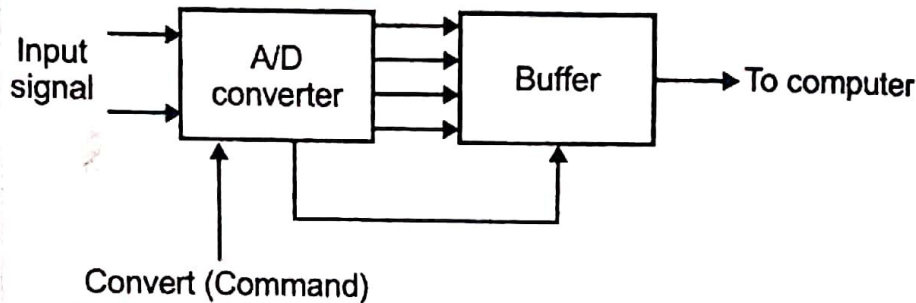 Input
signal
A/D
converter
Buffer
To computer
Convert (Command)